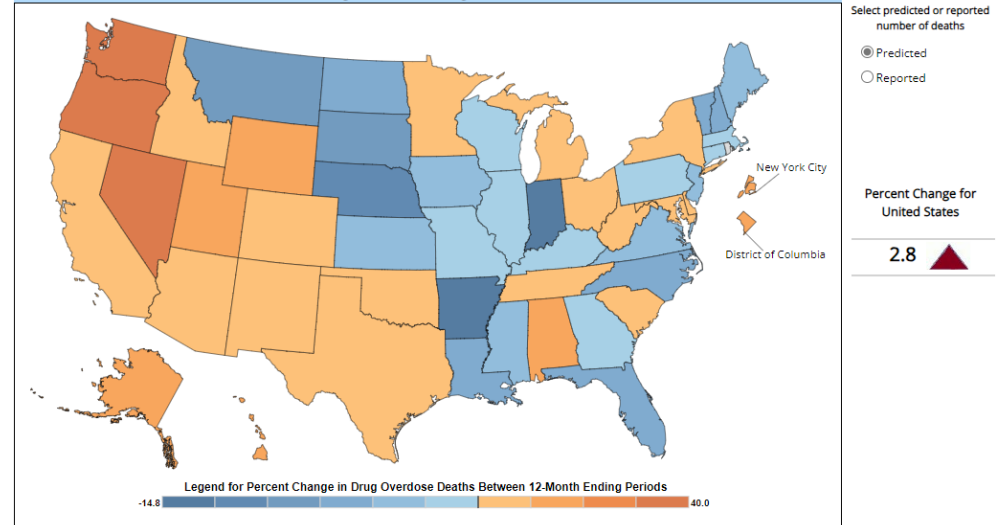 Select predicted or reported
number of deaths
Predicted
Reported
New York City
District of Columbia
Percent Change for
United States
2.8
Legend for Percent Change in Drug Overdose Deaths Between 12-Month Ending Periods
-14.8
40.0